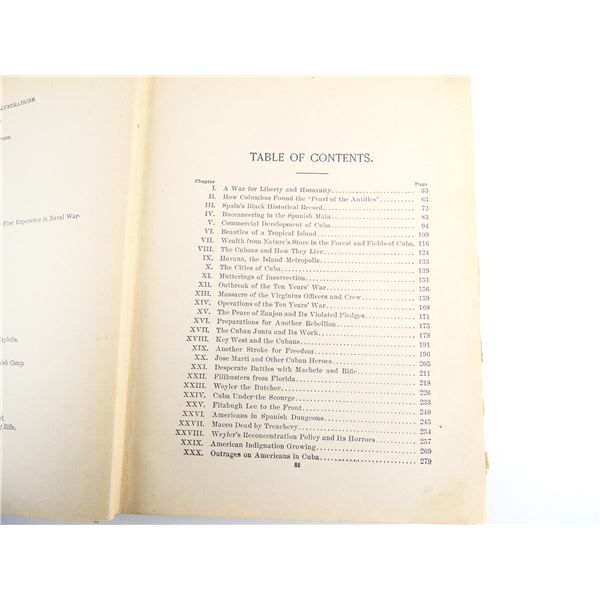 LLUSTRATIONS.
First Experience in Naval War-
Exploits.
nish Camp.
Rifle.
TABLE OF CONTENTS.
Chapter Page
I. A War for Liberty and Humanity 33
II. How Columbus Found the "Pearl of the Antilles" 63
III. Spain's Black Historical Record 73
IV. Buccaneering in the Spanish Main 83
V. Commercial Development of Cuba 94
VI. Beauties of a Tropical Island 109
VII. Wealth from Nature's Store in the Forest and Fields of Cuba. 116
VIII. The Cubans and How They Live 124
IX. Havana, the Island Metropolis 133
X. The Cities of Cuba 139
XI. Mutterings of Insurrection 151
XII. Outbreak of the Ten Years' War 156
XIII. Massacre of the Virginius Officers and Crew 159
XIV. Operations of the Ten Years' War 168
XV. The Peace of Zanjon and Its Violated Pledges 171
XVI. Preparations for Another Rebellion 175
XVII. The Cuban Junta and Its Work 179
XVIII. Key West and the Cubans 191
XIX. Another Stroke for Freedom 196
XX. Jose Marti and Other Cuban Heroes 205
XXI. Desperate Battles with Machete and Rifle 211
XXII. Filibusters from Florida 218
XXIII. Weyler the Butcher 226
XXIV. Cuba Under the Scourge 233
XXV. Fitzhugh Lee to the Front 240
XXVI. Americans in Spanish Dungeons 245
XXVII. Maceo Dead by Treachery 254
XXVIII. Weyler's Reconcentration Policy and Its Horrors 257
XXIX. American Indignation Growing 269
XXX. Outrages on Americans in Cuba 279